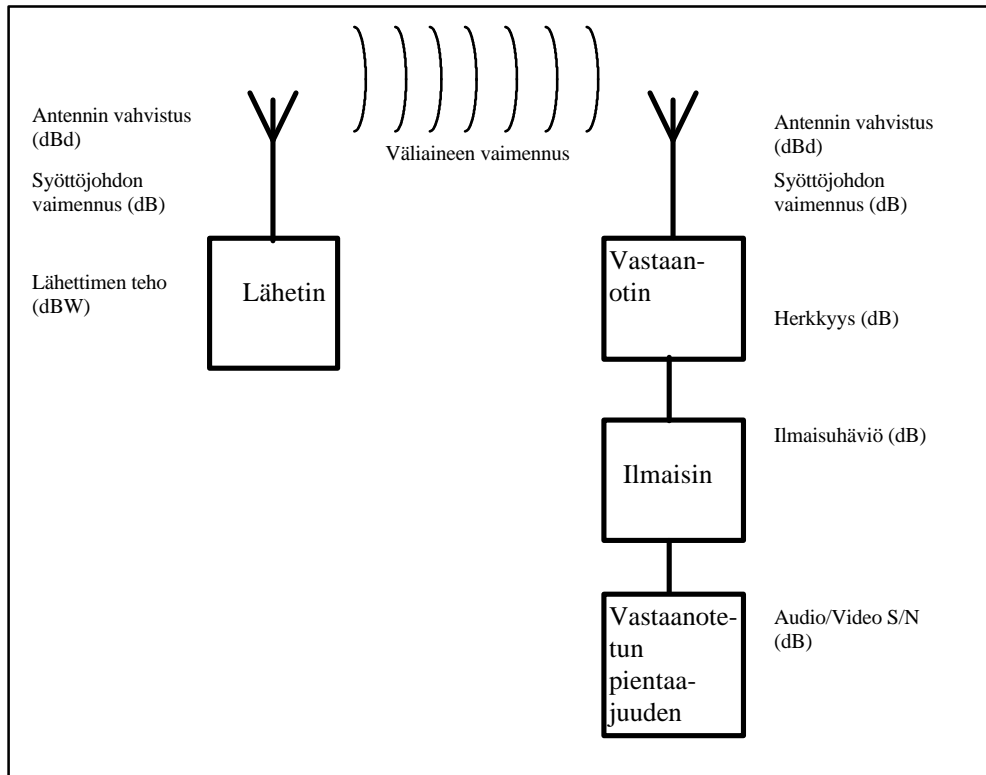 Antennin vahvistus
(dBd)
Syöttöjohdon
vaimennus (dB)
Lähettimen teho
(dBW)
Lähetin
Väliaineen vaimennus
Antennin vahvistus
(dBd)
Syöttöjohdon
vaimennus (dB)
Vastaan-
otin
Herkkyys (dB)
Ilmaisuhäviö (dB)
Ilmaisin
Vastaanote-
tun
pientaa-
juuden
Audio/Video S/N
(dB)